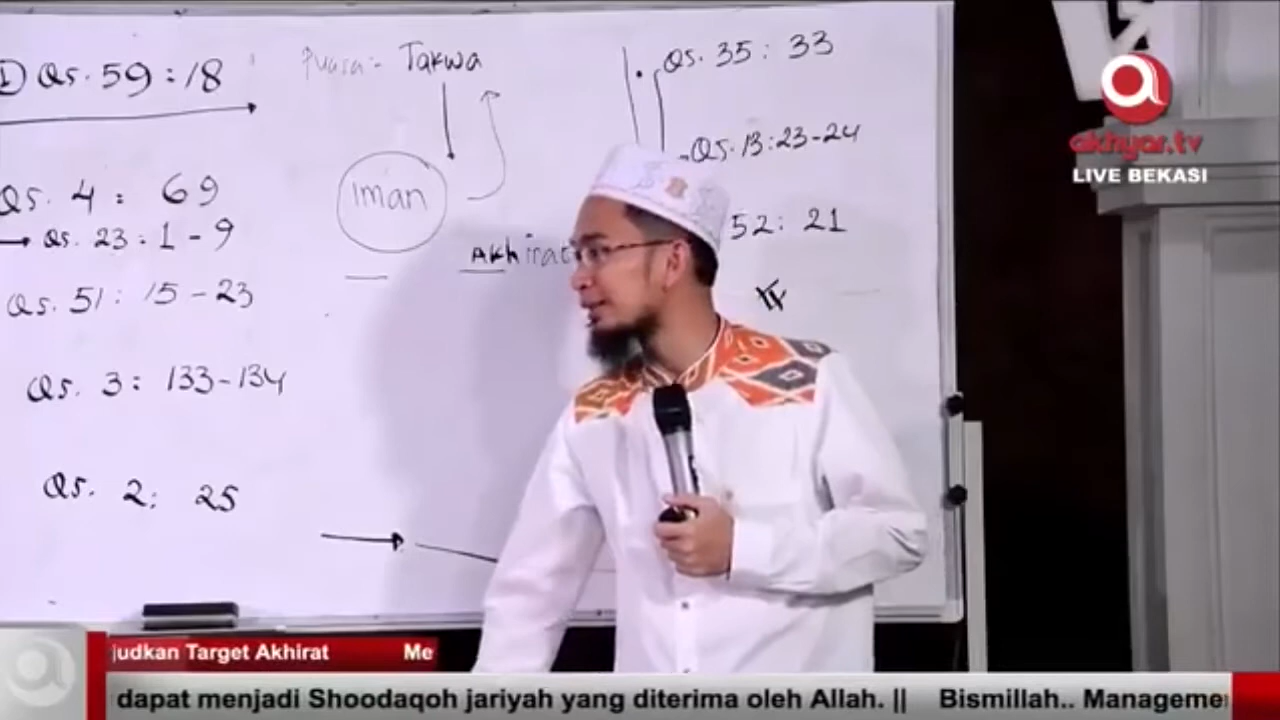 ① Qs. 59 : 18
Qs. 4 : 69
Qs. 23 : 1 - 9
Qs. 51 : 15 - 23
Qs. 3 : 133 - 134
Qs. 2 : 25
Puasa :- Takwa
Iman
Akhirat
Qs. 35 : 33
Qs. 13 : 23-24
52 : 21
akhyar.tv
LIVE BEKASI
judkan Target Akhirat Me
dapat menjadi Shoodaqoh jariyah yang diterima oleh Allah. || Bismillah.. Manageme